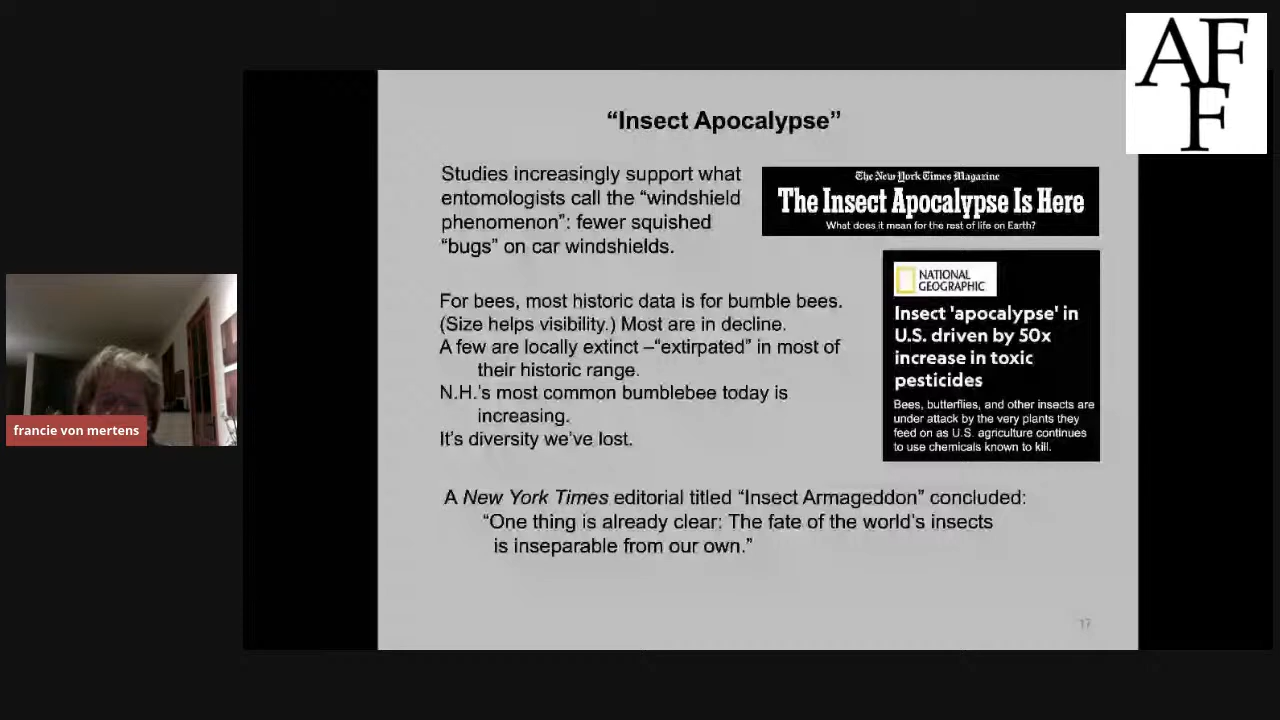 AF
F
“Insect Apocalypse”
Studies increasingly support what
entomologists call the “windshield
phenomenon”: fewer squished
“bugs” on car windshields.
The New York Times Magazine
The Insect Apocalypse Is Here
What does it mean for the rest of life on Earth?
NATIONAL
GEOGRAPHIC
Insect 'apocalypse' in
U.S. driven by 50x
increase in toxic
pesticides
Bees, butterflies, and other insects are
under attack by the very plants they
feed on as U.S. agriculture continues
to use chemicals known to kill.
For bees, most historic data is for bumble bees.
(Size helps visibility.) Most are in decline.
A few are locally extinct –“extirpated” in most of
their historic range.
N.H.’s most common bumblebee today is
increasing.
It’s diversity we’ve lost.
A New York Times editorial titled “Insect Armageddon” concluded:
“One thing is already clear: The fate of the world’s insects
is inseparable from our own.”
17
francie von mertens